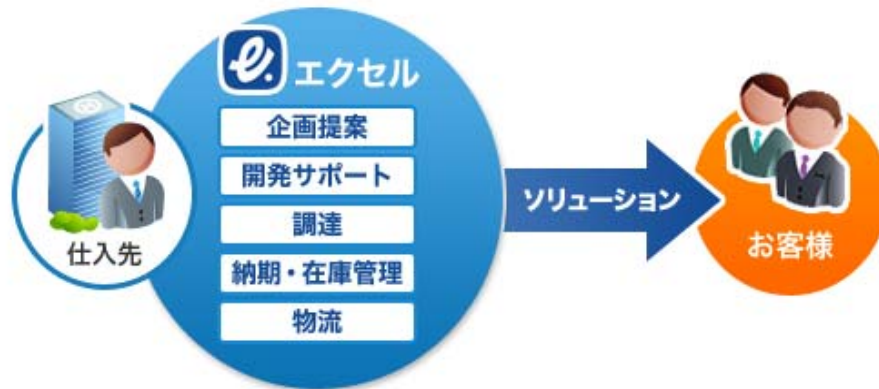 e.
エクセル
企画提案
開発サポート
調達
納期・在庫管理
物流
仕入先
ソリューション
お客様